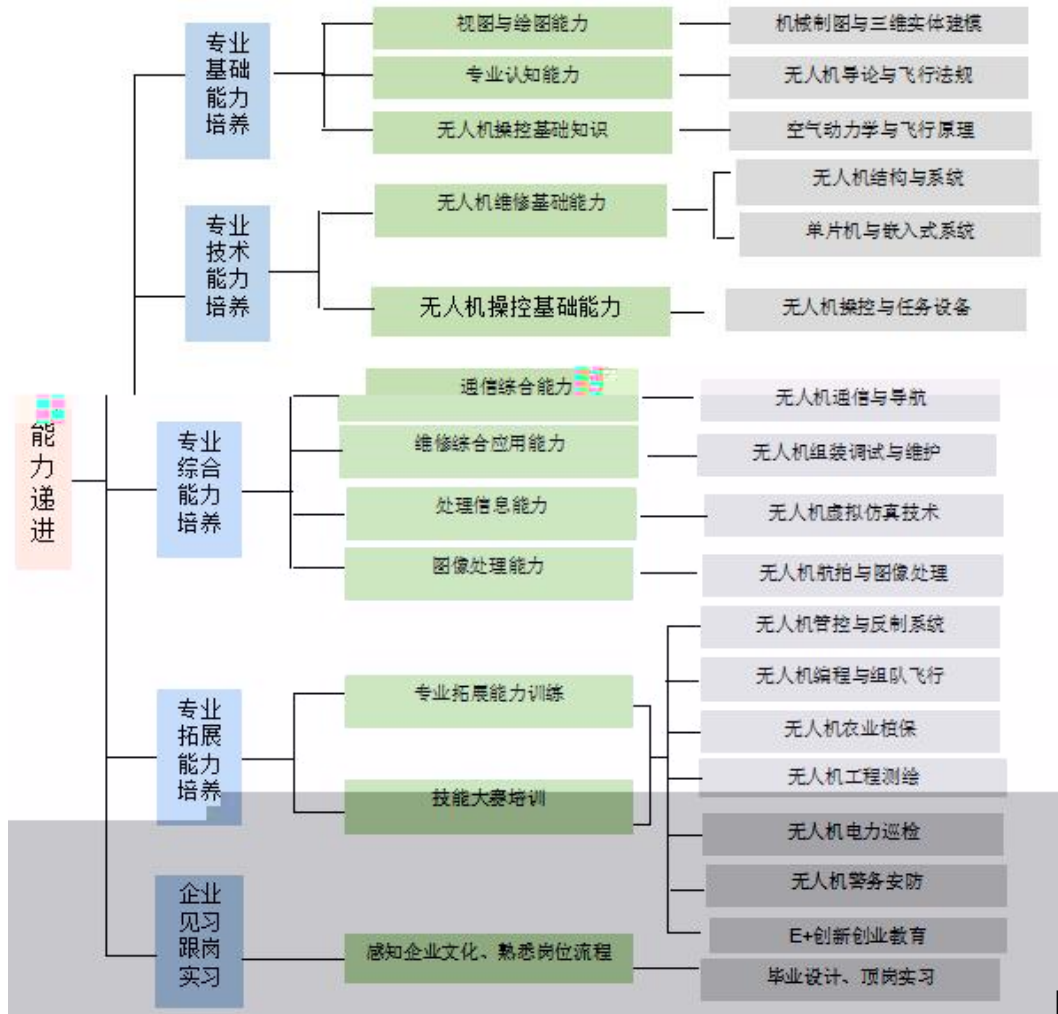 能
力
递
进
专业
基础
能力
培养
视图与绘图能力
机械制图与三维实体建模
专业认知能力
无人机导论与飞行法规
无人机操控基础知识
空气动力学与飞行原理
专业
技术
能力
培养
无人机维修基础能力
无人机结构与系统
单片机与嵌入式系统
无人机操控基础能力
无人机操控与任务设备
专业
综合
能力
培养
通信综合能力
无人机通信与导航
维修综合应用能力
无人机组装调试与维护
处理信息能力
无人机虚拟仿真技术
图像处理能力
无人机航拍与图像处理
专业
拓展
能力
培养
专业拓展能力训练
技能大赛培训
无人机管控与反制系统
无人机编程与组队飞行
无人机农业植保
无人机工程测绘
无人机电力巡检
无人机警务安防
E+创新创业教育
企业
见习
跟岗
实习
感知企业文化、熟悉岗位流程
毕业设计、顶岗实习